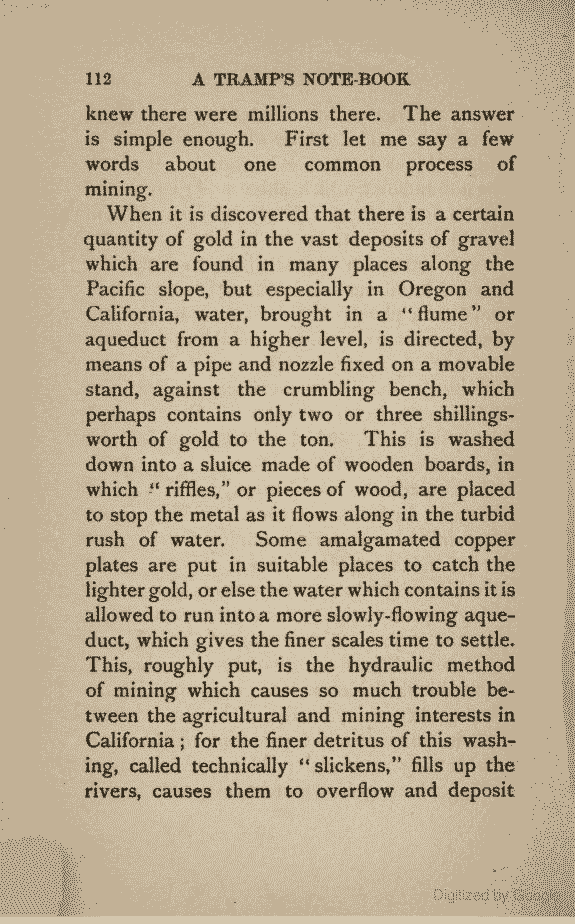 112 A TRAMP'S NOTE-BOOK
knew there were millions there. The answer
is simple enough. First let me say a few
words about one common process of
mining.
When it is discovered that there is a certain
quantity of gold in the vast deposits of gravel
which are found in many places along the
Pacific slope, but especially in Oregon and
California, water, brought in a "flume" or
aqueduct from a higher level, is directed, by
means of a pipe and nozzle fixed on a movable
stand, against the crumbling bench, which
perhaps contains only two or three shillings-
worth of gold to the ton. This is washed
down into a sluice made of wooden boards, in
which "riffles," or pieces of wood, are placed
to stop the metal as it flows along in the turbid
rush of water. Some amalgamated copper
plates are put in suitable places to catch the
lighter gold, or else the water which contains it is
allowed to run into a more slowly-flowing aque-
duct, which gives the finer scales time to settle.
This, roughly put, is the hydraulic method
of mining which causes so much trouble be-
tween the agricultural and mining interests in
California; for the finer detritus of this wash-
ing, called technically "slickens," fills up the
rivers, causes them to overflow and deposit
Digitized by Google